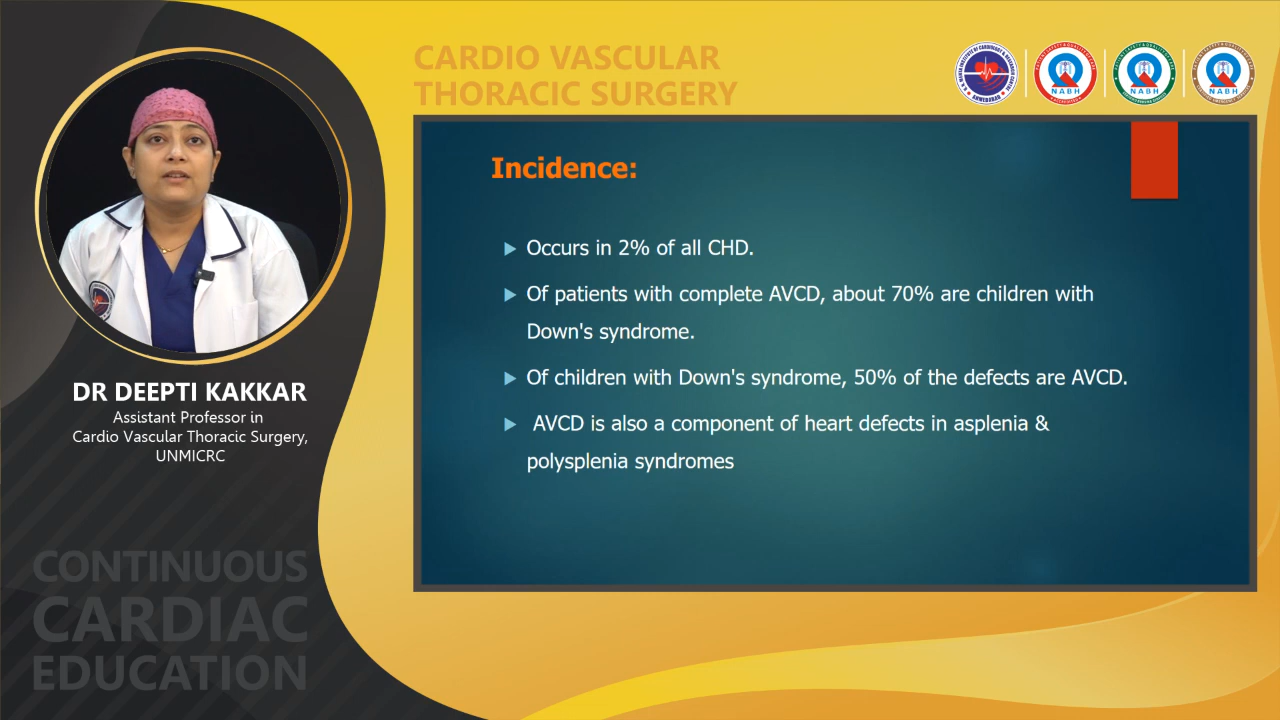 CARDIO VASCULAR
THORACIC SURGERY
NABH
NABH
NABH
Incidence:
Occurs in 2% of all CHD.
Of patients with complete AVCD, about 70% are children with
Down's syndrome.
Of children with Down's syndrome, 50% of the defects are AVCD.
AVCD is also a component of heart defects in asplenia &
polysplenia syndromes
DR DEEPTI KAKKAR
Assistant Professor in
Cardio Vascular Thoracic Surgery,
UNMICRC
CONTINUOUS
CARDIAC
EDUCATION